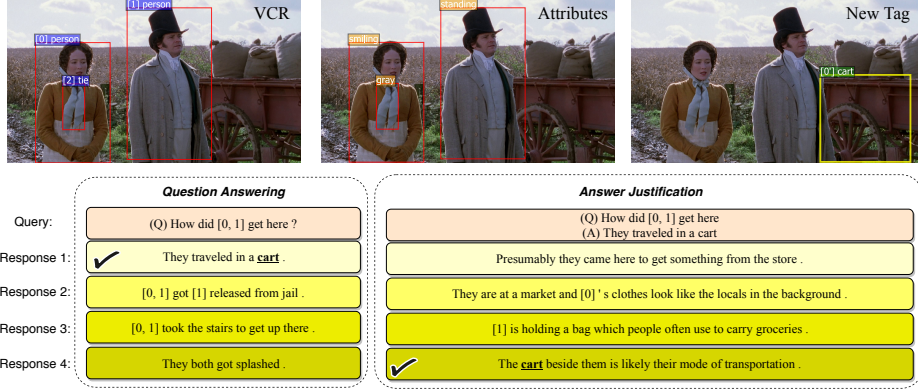 VCR
[1] person
[0] person
[2] tie
Attributes
standing
smiling
gray
New Tag
[0'] cart
Question Answering
Answer Justification
Query:
(Q) How did [0, 1] get here ?
(Q) How did [0, 1] get here
(A) They traveled in a cart
Response 1:
They traveled in a cart .
Presumably they came here to get something from the store .
Response 2:
[0, 1] got [1] released from jail .
They are at a market and [0] ' s clothes look like the locals in the background .
Response 3:
[0, 1] took the stairs to get up there .
[1] is holding a bag which people often use to carry groceries .
Response 4:
They both got splashed .
The cart beside them is likely their mode of transportation .